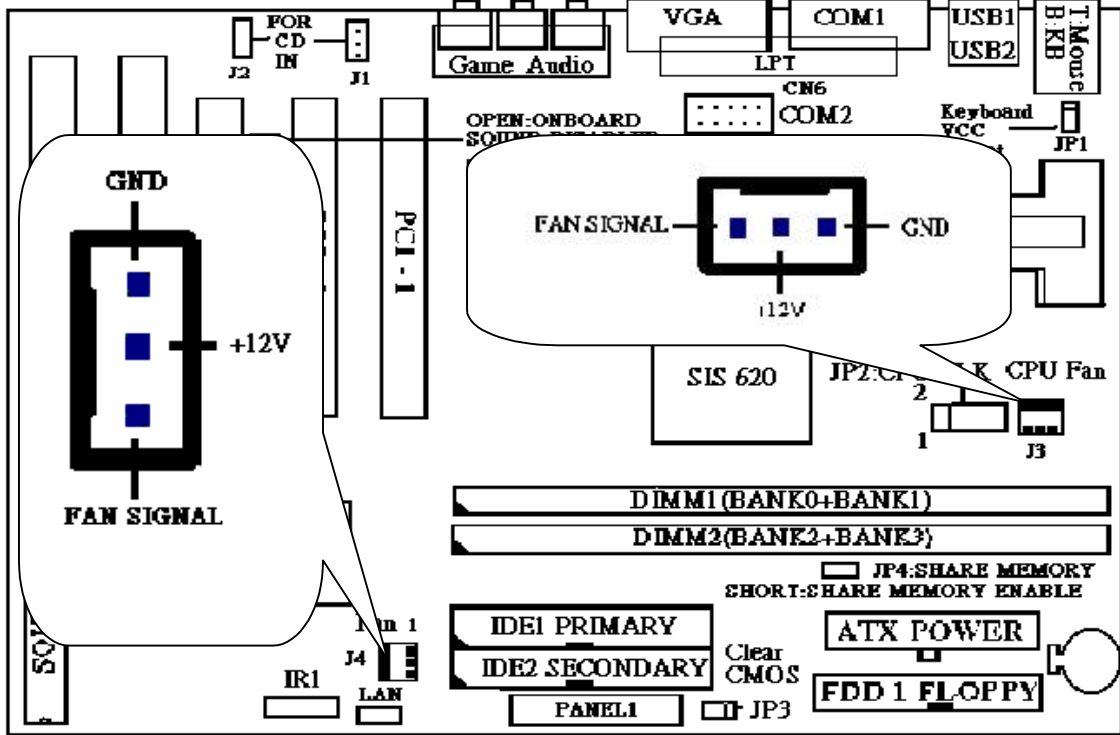 FOR
CD
IN
J2
J1
Game Audio
VGA
COM1
LPT
USB1
USB2
T:Mouse
B:KB
CN6
COM2
OPEN:ONBOARD
Keyboard
VCC
JP1
PCI-1
GND
+12V
FAN SIGNAL
FAN SIGNAL
GND
+12V
SIS 620
CPU Fan
2
1
J3
DIMM1(BANK0+BANK1)
DIMM2(BANK2+BANK3)
JP4:SHARE MEMORY
SHORT:SHARE MEMORY ENABLE
IDE1 PRIMARY
IDE2 SECONDARY
PANEL1
Clear
CMOS
JP3
ATX POWER
FDD 1 FLOPPY
J4
IR1
LAN